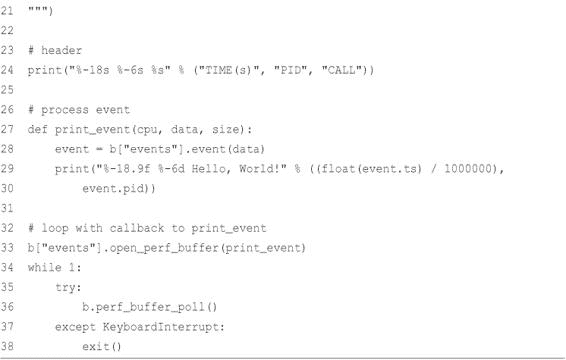 21 """)
22
23 # header
24 print("%-18s %-6s %s" % ("TIME(s)", "PID", "CALL"))
25
26 # process event
27 def print_event(cpu, data, size):
28     event = b["events"].event(data)
29     print("%-18.9f %-6d Hello, World!" % ((float(event.ts) / 1000000),
30         event.pid))
31
32 # loop with callback to print_event
33 b["events"].open_perf_buffer(print_event)
34 while 1:
35     try:
36         b.perf_buffer_poll()
37     except KeyboardInterrupt:
38         exit()